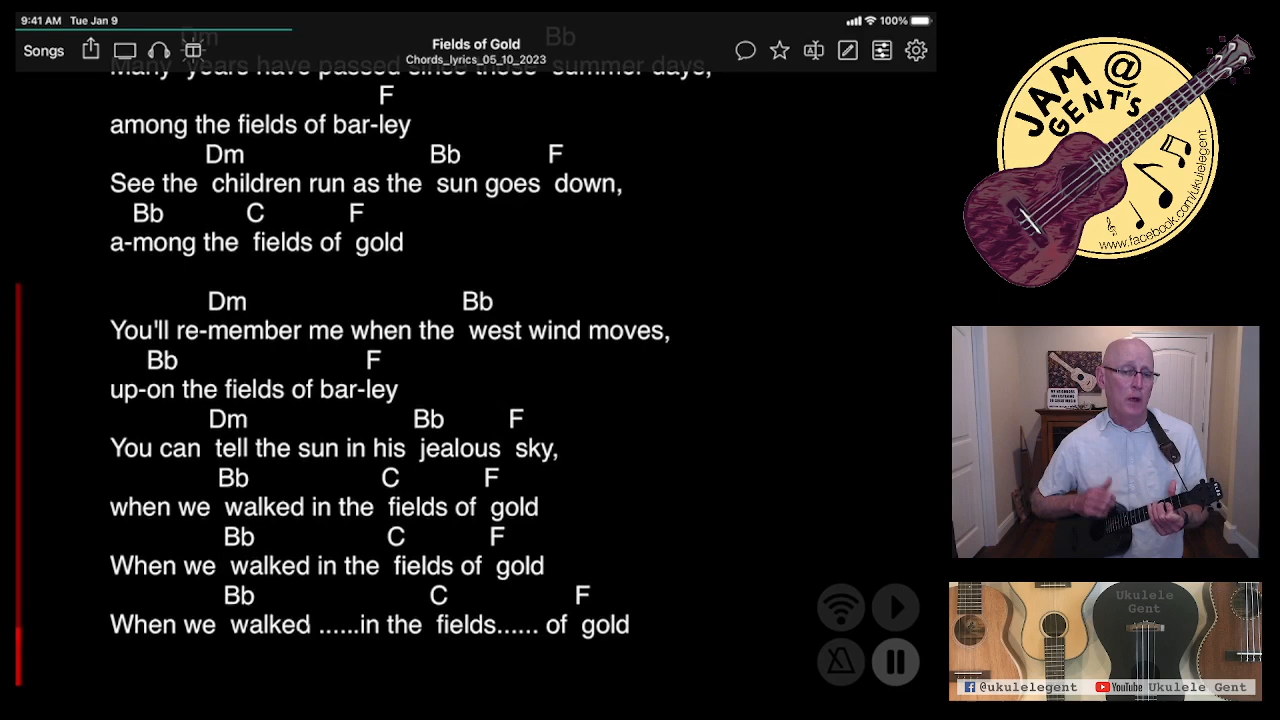 9:41 AM Tue Jan 9
100%
Songs
Fields of Gold
Chords_lyrics_05_10_2023
Dm Bb
Many years have passed since those summer days,
F
among the fields of bar-ley
Dm Bb F
See the children run as the sun goes down,
Bb C F
a-mong the fields of gold
Dm Bb
You'll re-member me when the west wind moves,
Bb F
up-on the fields of bar-ley
Dm Bb F
You can tell the sun in his jealous sky,
Bb C F
when we walked in the fields of gold
Bb C F
When we walked in the fields of gold
Bb C F
When we walked ......in the fields...... of gold
JAM @
GENT'S
www.facebook.com/ukulelegent
Ukulele
Gent
@ukulelegent YouTube Ukulele Gent